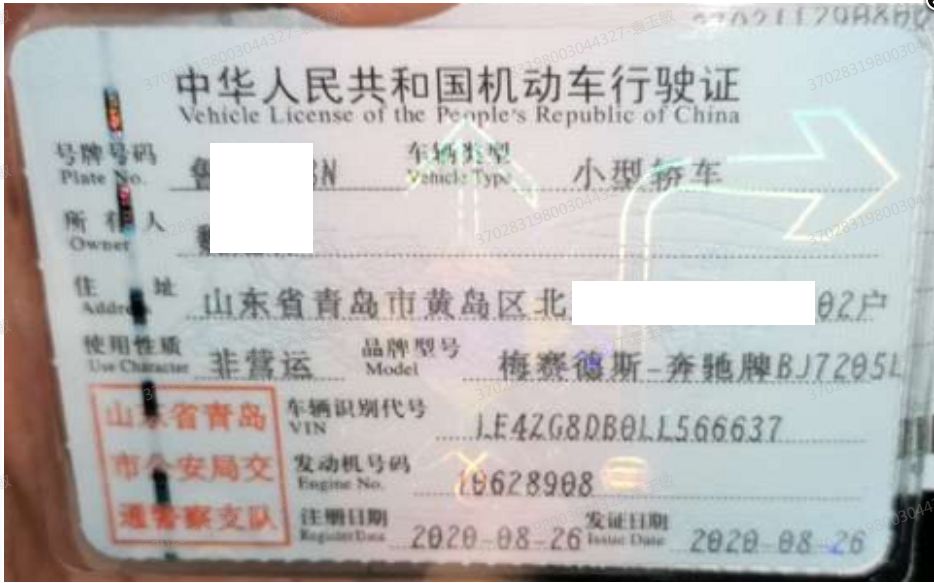 中华人民共和国机动车行驶证
Vehicle License of the People's Republic of China
号牌号码 车辆类型 小型轿车
Plate No. Vehicle Type
所有人
Owner
住址 山东省青岛市黄岛区北 02户
Address
使用性质 非营运 品牌型号 梅赛德斯-奔驰牌BJ7205L
Use Character Model
山东省青岛 车辆识别代号 LE4ZG8DB0LL566637
VIN
市公安局交 发动机号码 10628908
Engine No.
通警察支队 注册日期 2020-08-26 发证日期 2020-08-26
Register Date Issue Date